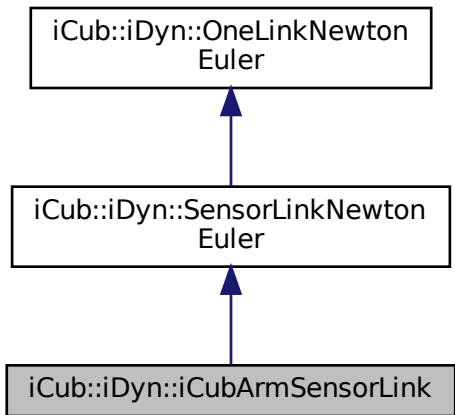 iCub::iDyn::OneLinkNewton
Euler
iCub::iDyn::SensorLinkNewton
Euler
iCub::iDyn::iCubArmSensorLink